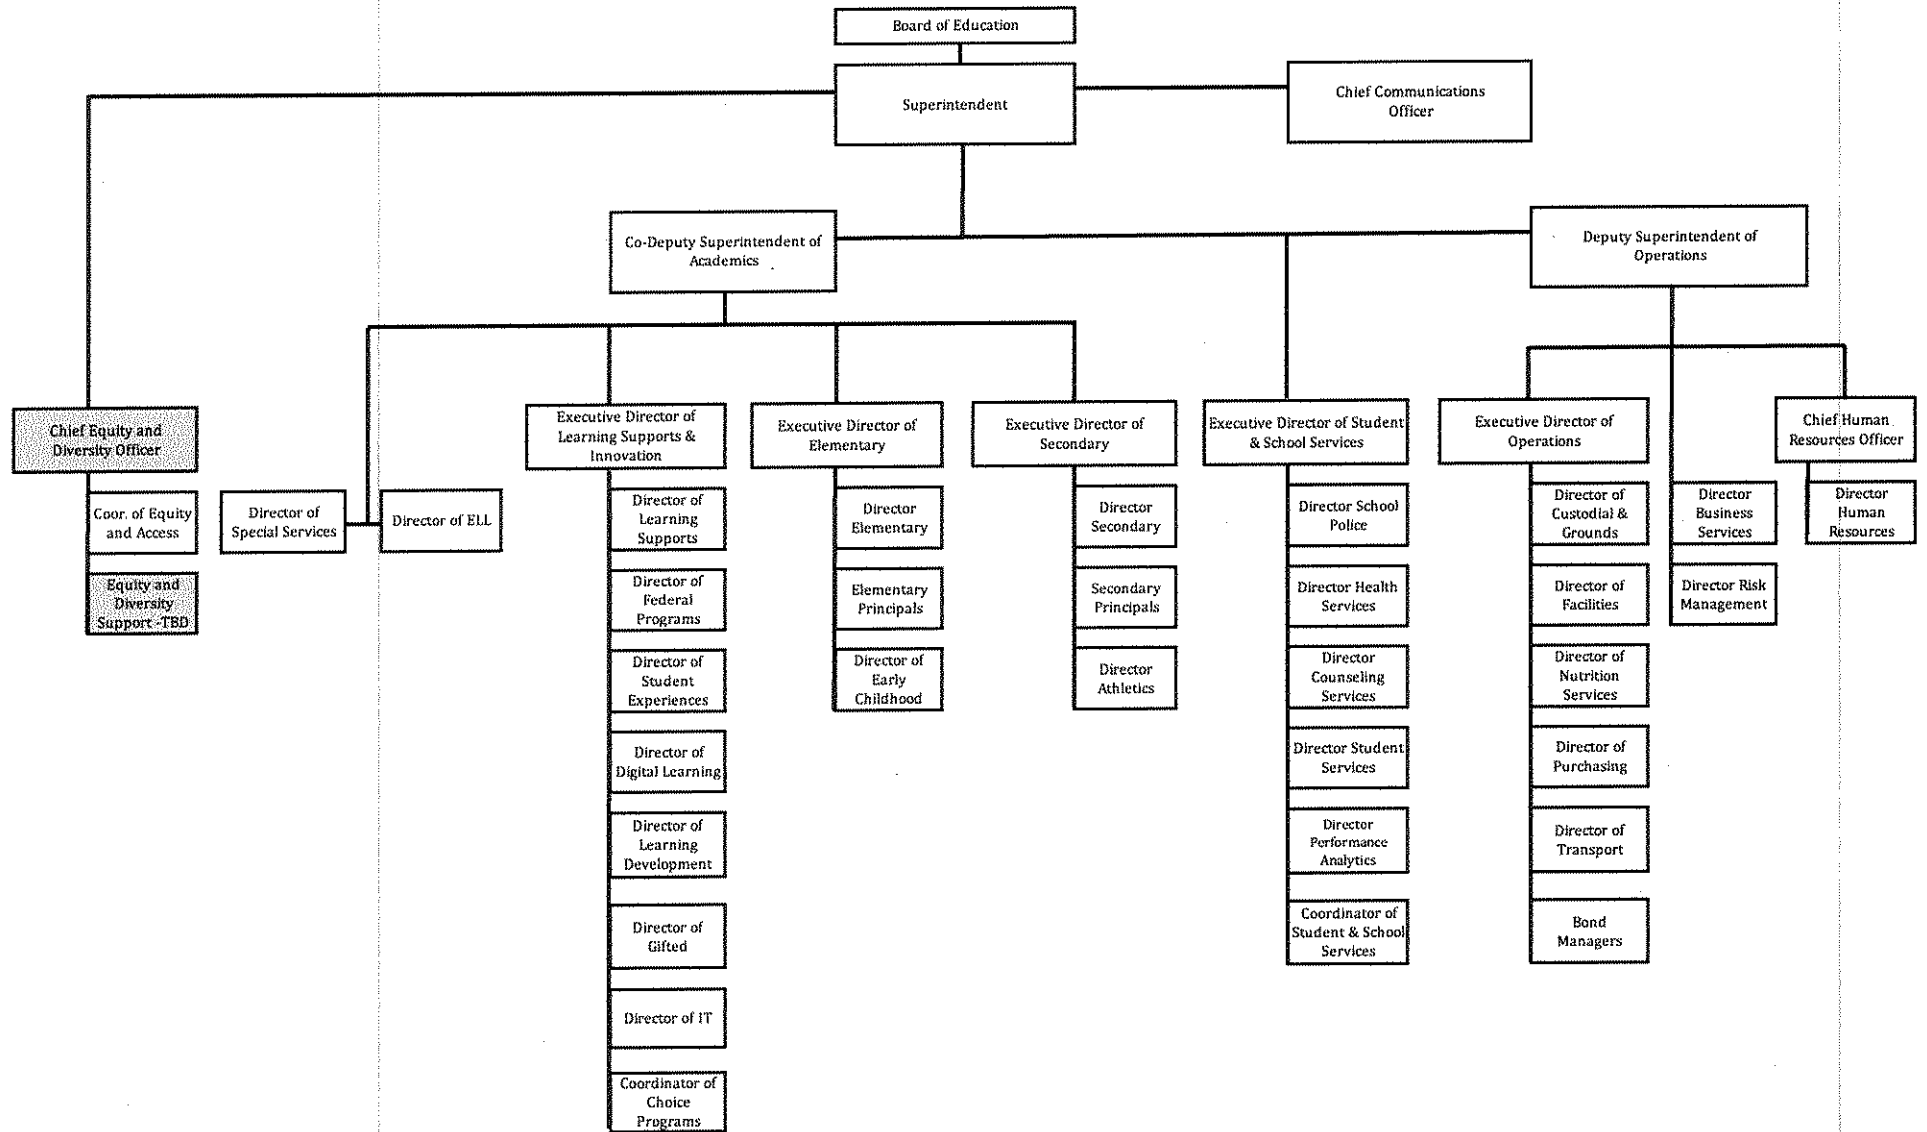 Board of Education
Superintendent
Chief Communications
Officer
Co-Deputy Superintendent of
Academics
Deputy Superintendent of
Operations
Chief Equity and
Diversity Officer
Coor. of Equity
and Access
Equity and
Diversity
Support -TBD
Director of
Special Services
Director of ELL
Executive Director of
Learning Supports &
Innovation
Director of
Learning
Supports
Director of
Federal
Programs
Director of
Student
Experiences
Director of
Digital Learning
Director of
Learning
Development
Director of
Gifted
Director of IT
Coordinator of
Choice
Programs
Executive Director of
Elementary
Director
Elementary
Elementary
Principals
Director of
Early
Childhood
Executive Director of
Secondary
Director
Secondary
Secondary
Principals
Director
Athletics
Executive Director of Student
& School Services
Director School
Police
Director Health
Services
Director
Counseling
Services
Director Student
Services
Director
Performance
Analytics
Coordinator of
Student & School
Services
Executive Director of
Operations
Director of
Custodial &
Grounds
Director of
Facilities
Director of
Nutrition
Services
Director of
Purchasing
Director of
Transport
Bond
Managers
Director
Business
Services
Director Risk
Management
Chief Human
Resources Officer
Director
Human
Resources